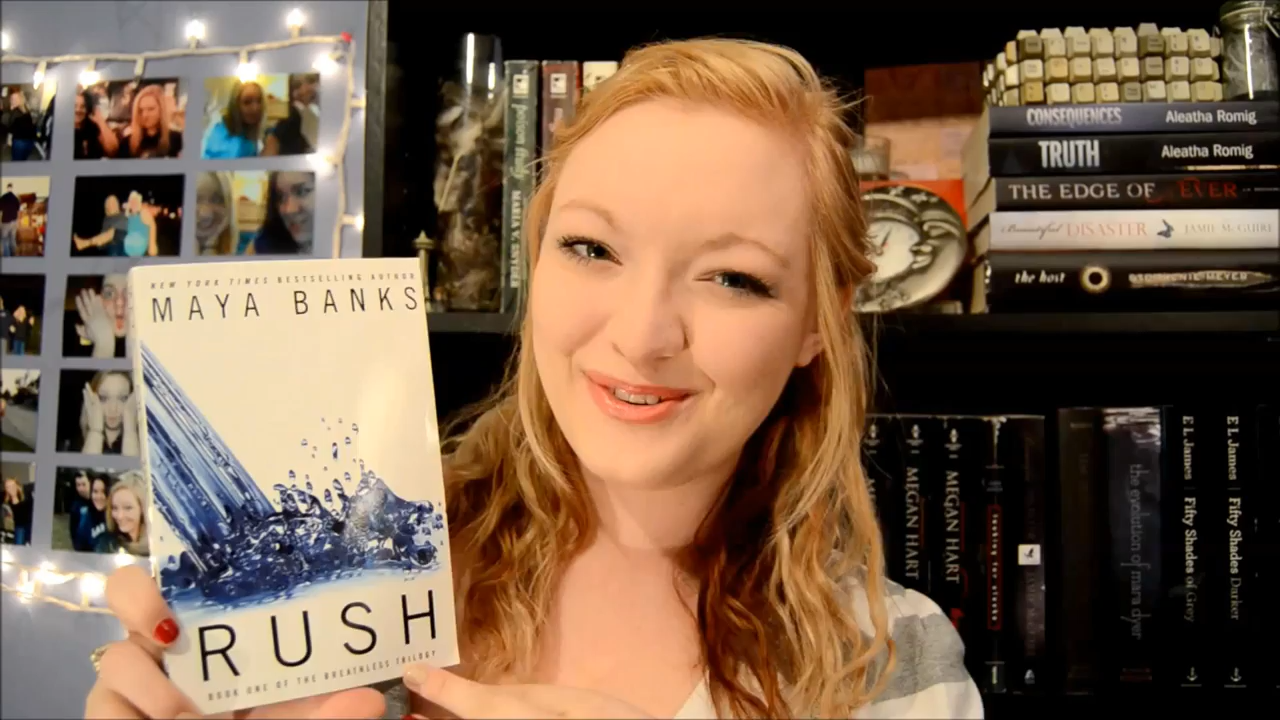 NEW YORK TIMES BESTSELLING AUTHOR
MAYA BANKS
RUSH
BOOK ONE OF THE BREATHLESS TRILOGY
MARIA V. SNYDER
CONSEQUENCES Aleatha Romig
TRUTH Aleatha Romig
THE EDGE OF EVER
Beautiful DISASTER JAMIE McGUIRE
the host STEPHENIE MEYER
MEGAN HART
MEGAN HART
the evolution of mara dyer
E L James Fifty Shades of Grey
E L James Fifty Shades Darker